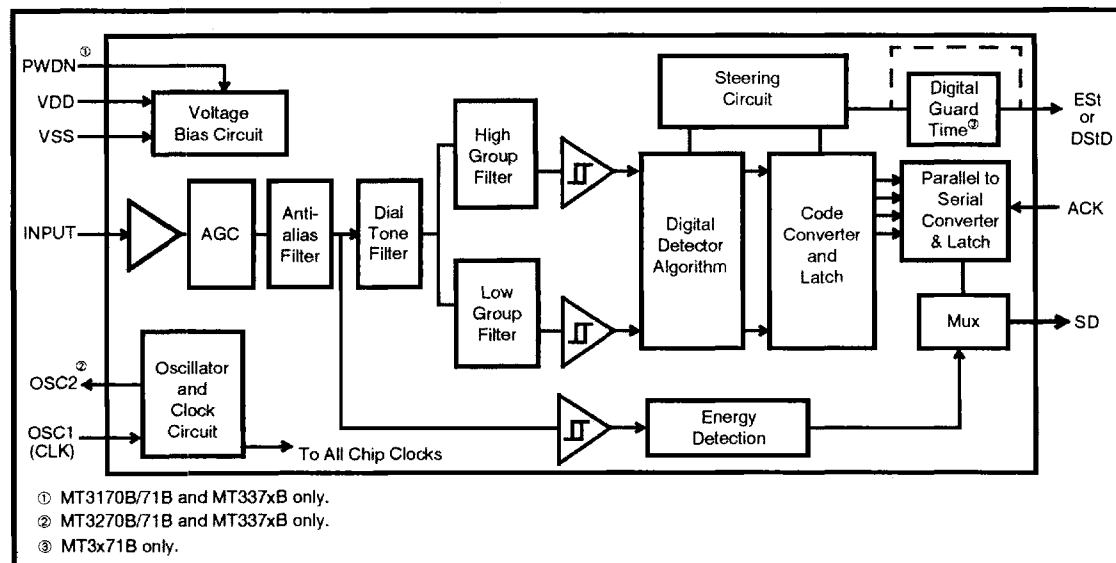 PWDN①
VDD
VSS
Voltage
Bias Circuit
INPUT
AGC
Anti-
alias
Filter
Dial
Tone
Filter
High
Group
Filter
Low
Group
Filter
Steering
Circuit
Digital
Detector
Algorithm
Code
Converter
and
Latch
Digital
Guard
Time③
ESt
or
DStD
Parallel to
Serial
Converter
& Latch
ACK
Mux
SD
OSC2②
OSC1
(CLK)
Oscillator
and
Clock
Circuit
To All Chip Clocks
Energy
Detection
① MT3170B/71B and MT337xB only.
② MT3270B/71B and MT337xB only.
③ MT3x71B only.